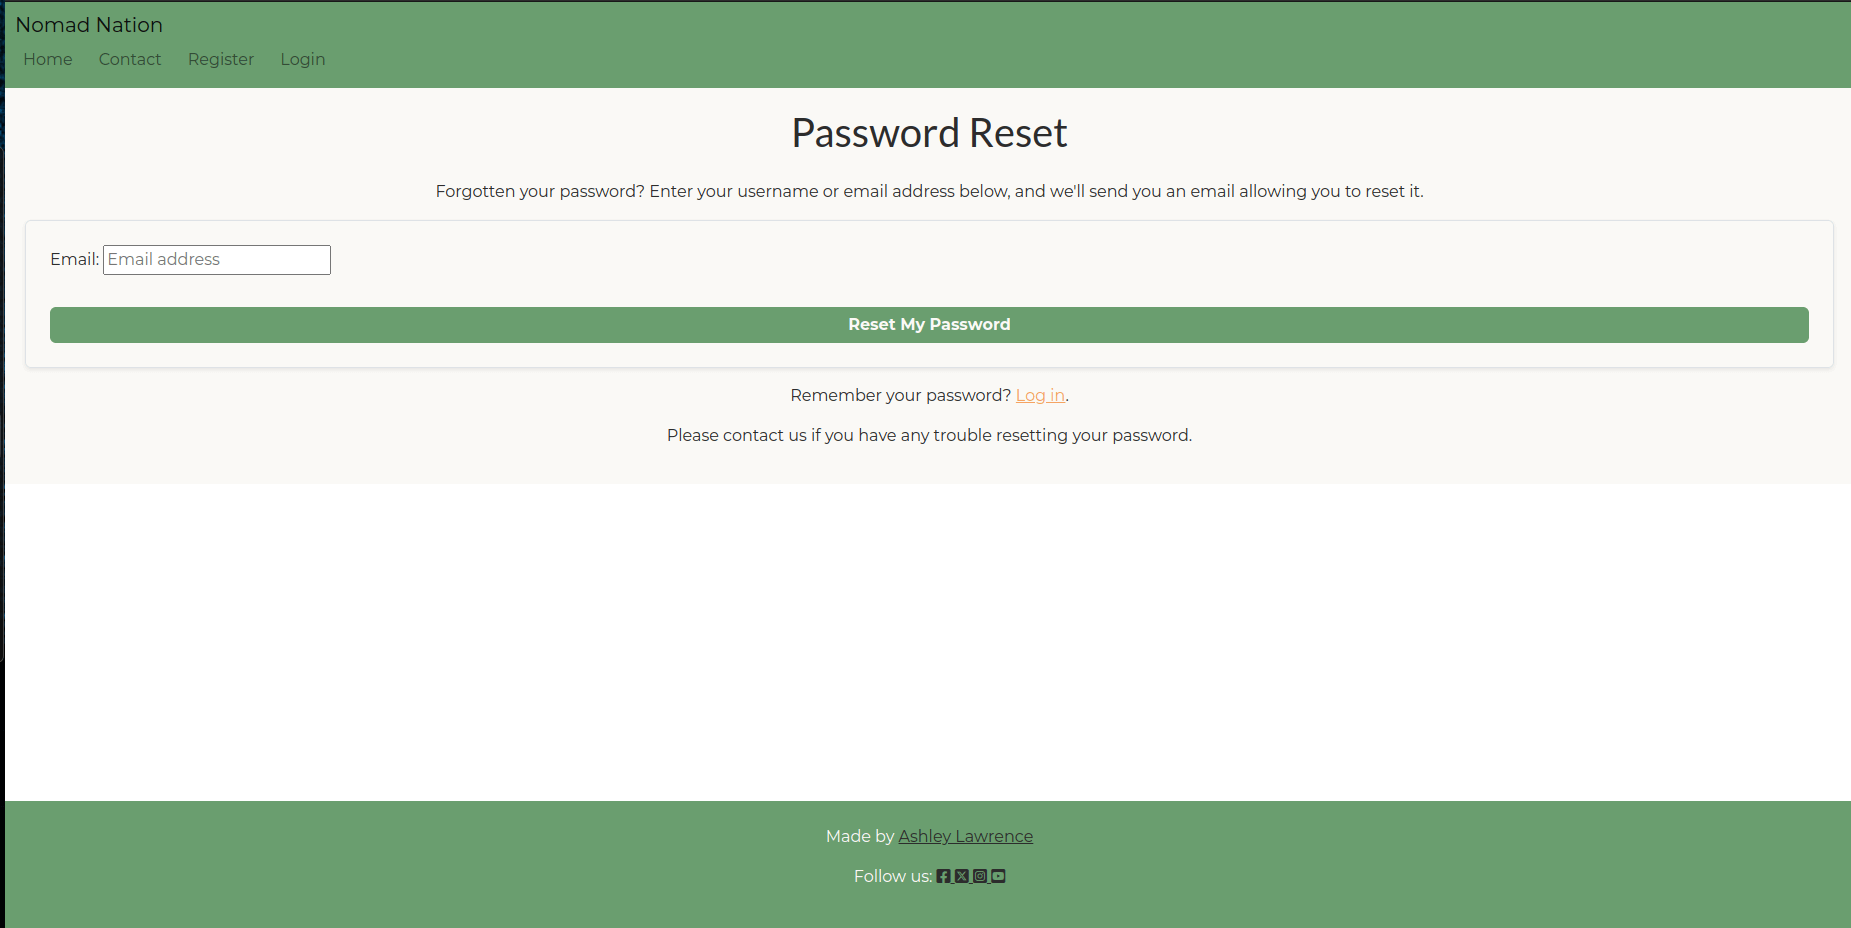 Nomad Nation
Home Contact Register Login
Password Reset
Forgotten your password? Enter your username or email address below, and we'll send you an email allowing you to reset it.
Email: Email address
Reset My Password
Remember your password? Log in.
Please contact us if you have any trouble resetting your password.
Made by Ashley Lawrence
Follow us: